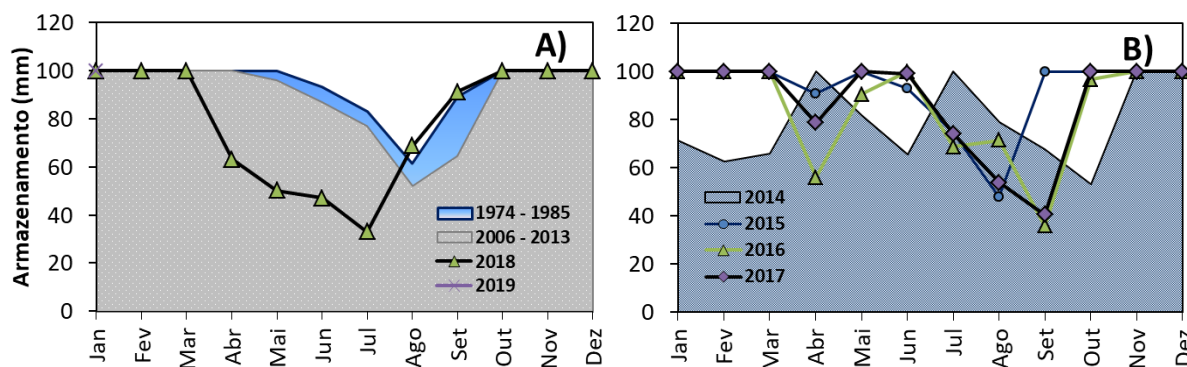 Armazenamento (mm)
120
100
80
60
40
20
0
A)
1974 - 1985
2006 - 2013
2018
2019
Jan
Fev
Mar
Abr
Mai
Jun
Jul
Ago
Set
Out
Nov
Dez
120
100
80
60
40
20
0
B)
2014
2015
2016
2017
Jan
Fev
Mar
Abr
Mai
Jun
Jul
Ago
Set
Out
Nov
Dez